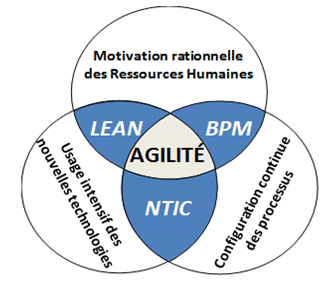 Motivation rationnelle
des Ressources Humaines
LEAN
BPM
AGILITÉ
NTIC
Usage intensif des
nouvelles technologies
Configuration continue
des processus